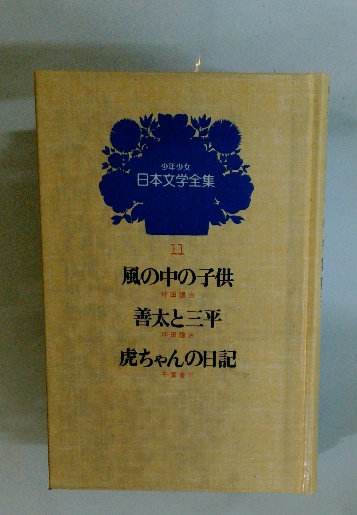 少年少女
日本文学全集
11
風の中の子供
坪田譲治
善太と三平
坪田譲治
虎ちゃんの日記
千葉省三